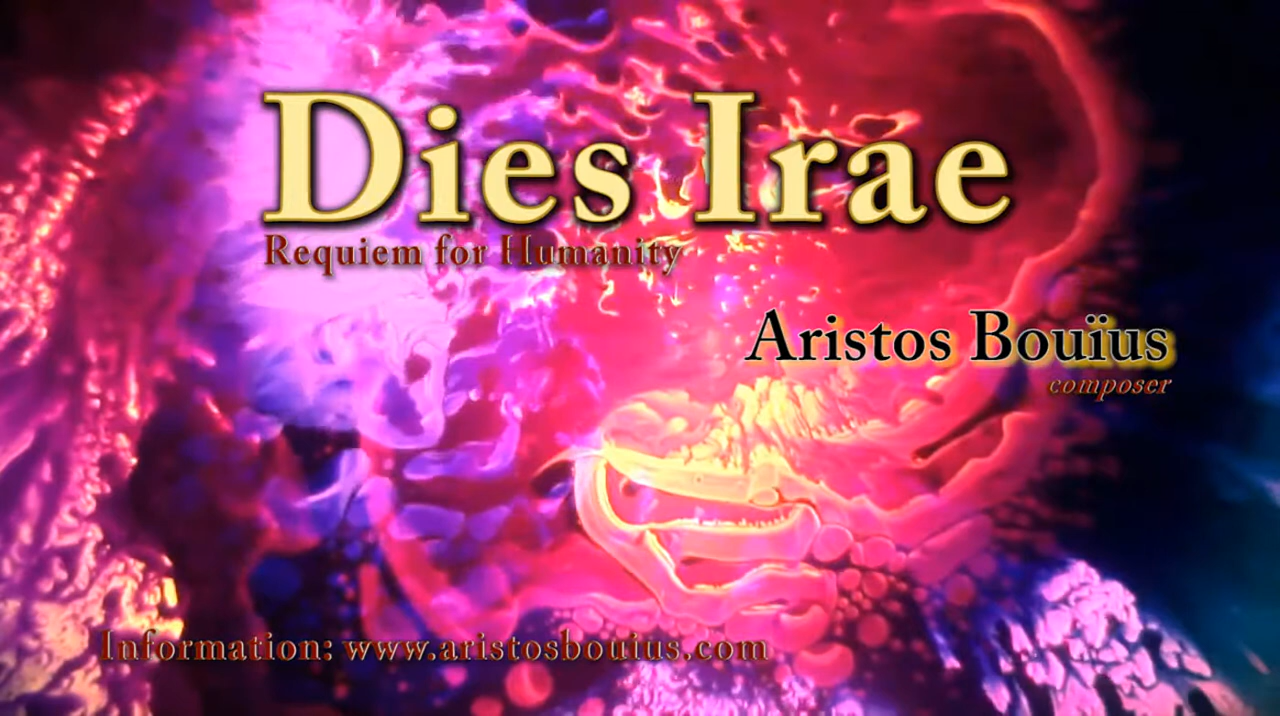 Dies Irae
Requiem for Humanity
Aristos Bouïus
composer
Information: www.aristosbouius.com